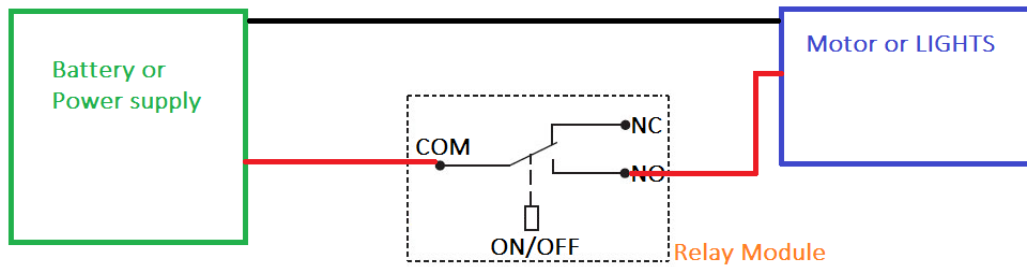 Battery or
Power supply
Motor or LIGHTS
COM
NC
NO
ON/OFF
Relay Module